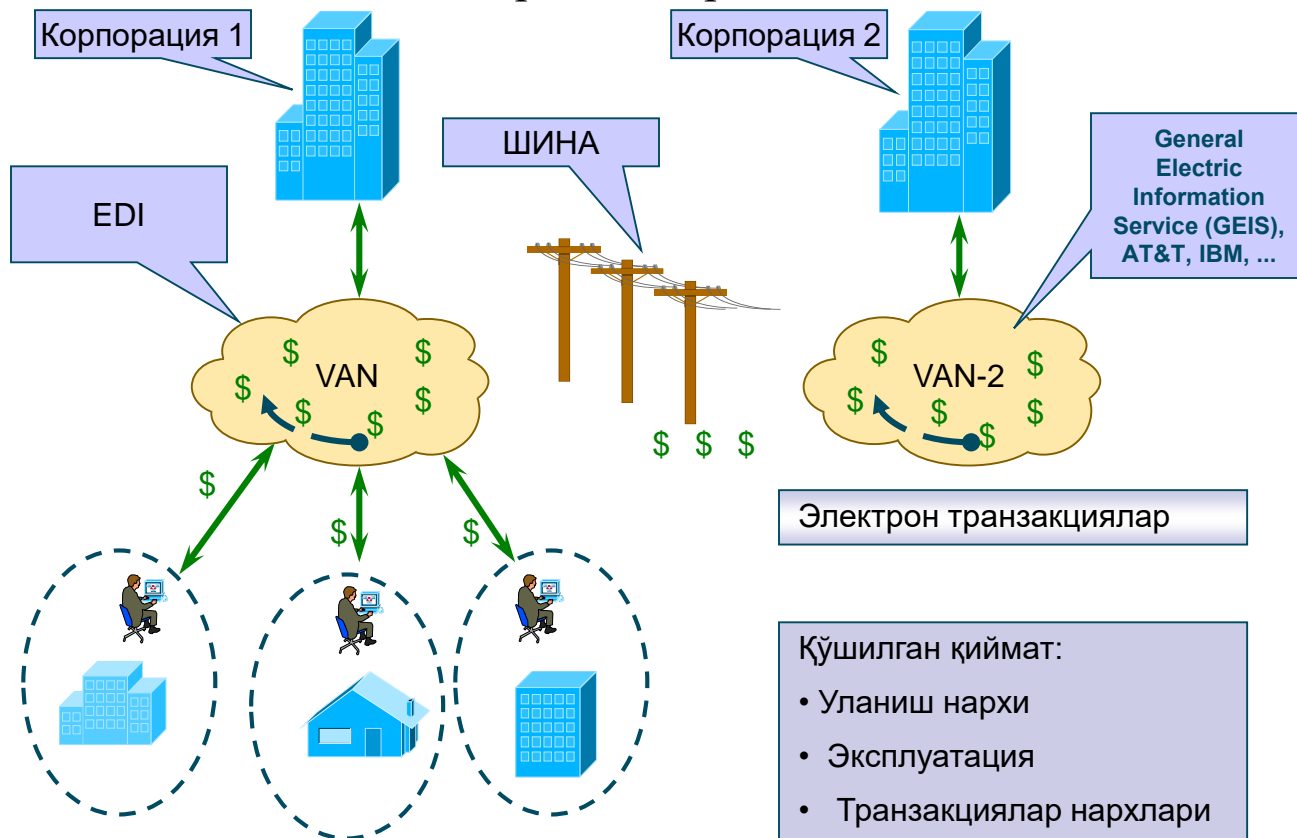 Корпорация 1
Корпорация 2
ШИНА
General
Electric
Information
Service (GEIS),
AT&T, IBM, ...
EDI
$ $ $ $ $ $ $
VAN
$ $ $ $ $ $
VAN-2
$ $ $
$
$ $
Электрон транзакциялар
Қўшилган қиймат:
• Уланиш нархи
• Эксплуатация
• Транзакциялар нархлари